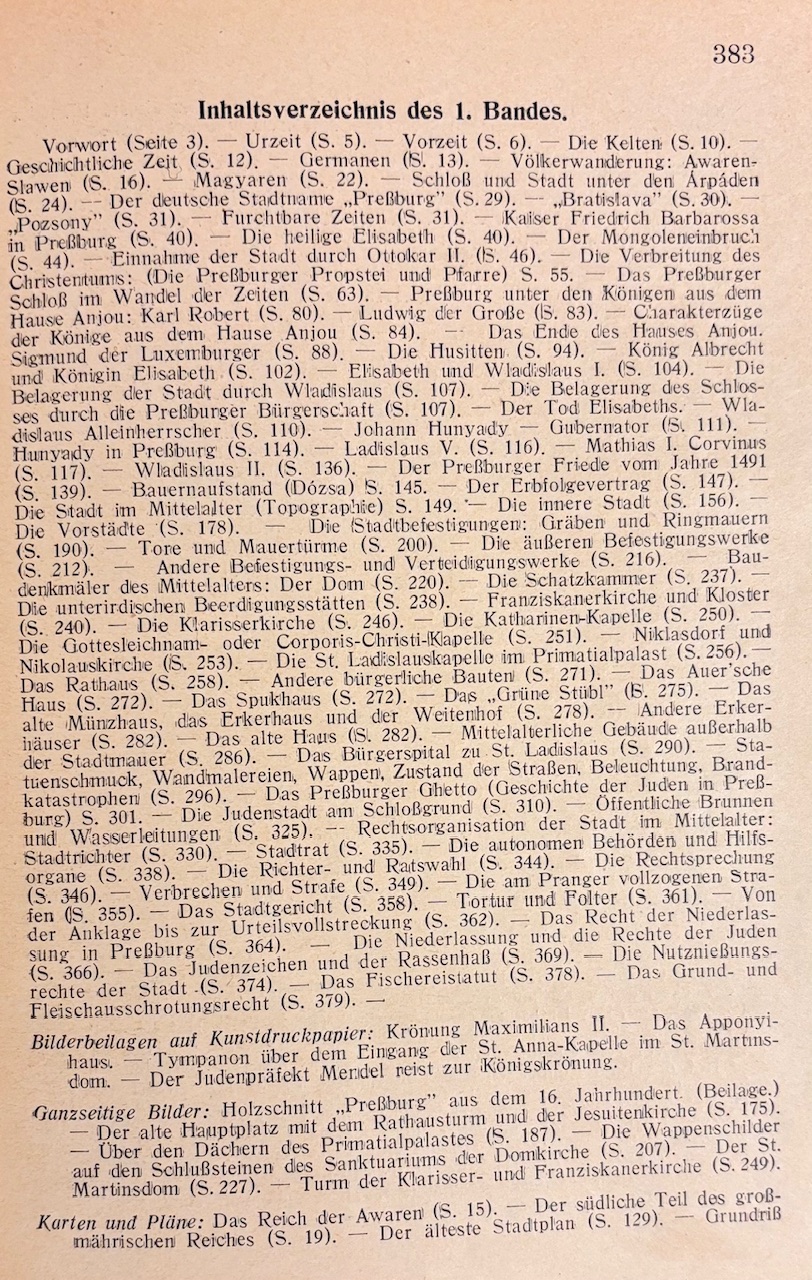 383
Inhaltsverzeichnis des 1. Bandes.
Vorwort (Seite 3). — Urzeit (S. 5). — Vorzeit (S. 6). — Die Kelten (S. 10). —
Geschichtliche Zeit (S. 12). — Germanen (S. 13). — Völkerwanderung: Awaren-
Slawen (S. 16). — Magyaren (S. 22). — Schloß und Stadt unter den Árpáden
(S. 24). — Der deutsche Stadtname „Preßburg" (S. 29). — „Bratislava" (S. 30). —
„Pozsony" (S. 31). — Furchtbare Zeiten (S. 31). — Kaiser Friedrich Barbarossa
in Preßburg (S. 40). — Die heilige Elisabeth (S. 40). — Der Mongoleneinbruch
(S. 44). — Einnahme der Stadt durch Ottokar II. (S. 46). — Die Verbreitung des
Christentums: (Die Preßburger Propstei und Pfarre) S. 55. — Das Preßburger
Schloß im Wandel der Zeiten (S. 63). — Preßburg unter den Königen aus dem
Hause Anjou: Karl Robert (S. 80). — Ludwig der Große (S. 83). — Charakterzüge
der Könige aus dem Hause Anjou (S. 84). — Das Ende des Hauses Anjou.
Sigmund der Luxemburger (S. 88). — Die Husitten (S. 94). — König Albrecht
und Königin Elisabeth (S. 102). — Elisabeth und Wladislaus I. (S. 104). — Die
Belagerung der Stadt durch Wladislaus (S. 107). — Die Belagerung des Schlos-
ses durch die Preßburger Bürgerschaft (S. 107). — Der Tod Elisabeths. — Wla-
dislaus Alleinherrscher (S. 110). — Johann Hunyady — Gubernator (S. 111). —
Hunyady in Preßburg (S. 114). — Ladislaus V. (S. 116). — Mathias I. Corvinus
(S. 117). — Wladislaus II. (S. 136). — Der Preßburger Friede vom Jahre 1491
(S. 139). — Bauernaufstand (Dózsa) S. 145. — Der Erbfolgevertrag (S. 147). —
Die Stadt im Mittelalter (Topographie) S. 149. — Die innere Stadt (S. 156). —
Die Vorstädte (S. 178). — Die Stadtbefestigungen: Gräben und Ringmauern
(S. 190). — Tore und Mauertürme (S. 200). — Die äußeren Befestigungswerke
(S. 212). — Andere Befestigungs- und Verteidigungswerke (S. 216). — Bau-
denkmäler des Mittelalters: Der Dom (S. 220). — Die Schatzkammer (S. 237). —
Die unterirdischen Beerdigungsstätten (S. 238). — Franziskanerkirche und Kloster
(S. 240). — Die Klarisserkirche (S. 246). — Die Katharinen-Kapelle (S. 250). —
Die Gottesleichnam- oder Corporis-Christi-Kapelle (S. 251). — Niklasdorf und
Nikolauskirche (S. 253). — Die St. Ladislauskapelle im Primatialpalast (S. 256). —
Das Rathaus (S. 258). — Andere bürgerliche Bauten (S. 271). — Das Auer'sche
Haus (S. 272). — Das Spukhaus (S. 272). — Das „Grüne Stübl" (S. 275). — Das
alte Münzhaus, das Erkerhaus und der Weitenhof (S. 278). — Andere Erker-
häuser (S. 282). — Das alte Haus (S. 282). — Mittelalterliche Gebäude außerhalb
der Stadtmauer (S. 286). — Das Bürgerspital zu St. Ladislaus (S. 290). — Sta-
tuenschmuck, Wandmalereien, Wappen, Zustand der Straßen, Beleuchtung, Brand-
katastrophen (S. 296). — Das Preßburger Ghetto (Geschichte der Juden in Preß-
burg) S. 301. — Die Judenstadt am Schloßgrund (S. 310). — Öffentliche Brunnen
und Wasserleitungen (S. 325). — Rechtsorganisation der Stadt im Mittelalter:
Stadtrichter (S. 330). — Stadtrat (S. 335). — Die autonomen Behörden und Hilfs-
organe (S. 338). — Die Richter- und Ratswahl (S. 344). — Die Rechtsprechung
(S. 346). — Verbrechen und Strafe (S. 349). — Die am Pranger vollzogenen Stra-
fen (S. 355). — Das Stadtgericht (S. 358). — Tortur und Folter (S. 361). — Von
der Anklage bis zur Urteilsvollstreckung (S. 362). — Das Recht der Niederlas-
sung in Preßburg (S. 364). — Die Niederlassung und die Rechte der Juden
(S. 366). — Das Judenzeichen und der Rassenhaß (S. 369). — Die Nutznießungs-
rechte der Stadt (S. 374). — Das Fischereistatut (S. 378). — Das Grund- und
Fleischausschrotungsrecht (S. 379). —
Bilderbeilagen auf Kunstdruckpapier: Krönung Maximilians II. — Das Apponyi-
haus. — Tympanon über dem Eingang der St. Anna-Kapelle im St. Martins-
dom. — Der Judenpräfekt Mendel reist zur Königskrönung.
Ganzseitige Bilder: Holzschnitt „Preßburg" aus dem 16. Jahrhundert. (Beilage.)
— Der alte Hauptplatz mit dem Rathausturm und der Jesuitenkirche (S. 175).
— Über den Dächern des Primatialpalastes (S. 187). — Die Wappenschilder
auf den Schlußsteinen des Sanktuariums der Domkirche (S. 207). — Der St.
Martinsdom (S. 227). — Turm der Klarisser- und Franziskanerkirche (S. 249).
Karten und Pläne: Das Reich der Awaren (S. 15). — Der südliche Teil des groß-
mährischen Reiches (S. 19). — Der älteste Stadtplan (S. 129). — Grundriß